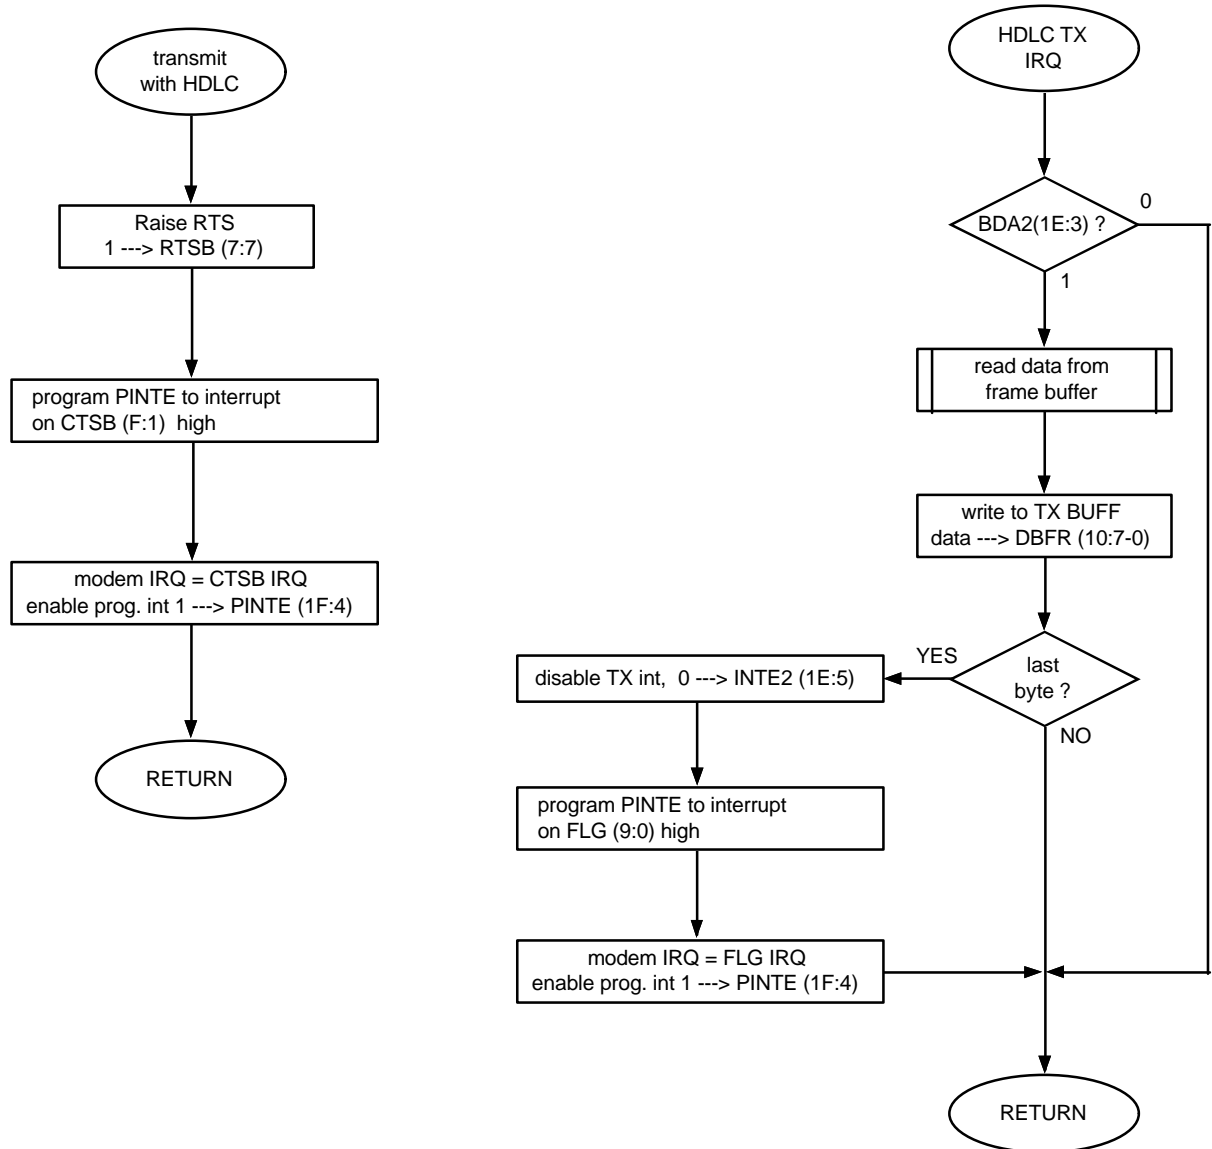 transmit
with HDLC
Raise RTS
1 ---> RTSB (7:7)
program PINTE to interrupt
on CTSB (F:1)  high
modem IRQ = CTSB IRQ
enable prog. int 1 ---> PINTE (1F:4)
RETURN
HDLC TX
IRQ
BDA2(1E:3) ?
0
1
read data from
frame buffer
write to TX BUFF
data ---> DBFR (10:7-0)
last
byte ?
YES
NO
disable TX int,  0 ---> INTE2 (1E:5)
program PINTE to interrupt
on FLG (9:0) high
modem IRQ = FLG IRQ
enable prog. int 1 ---> PINTE (1F:4)
RETURN